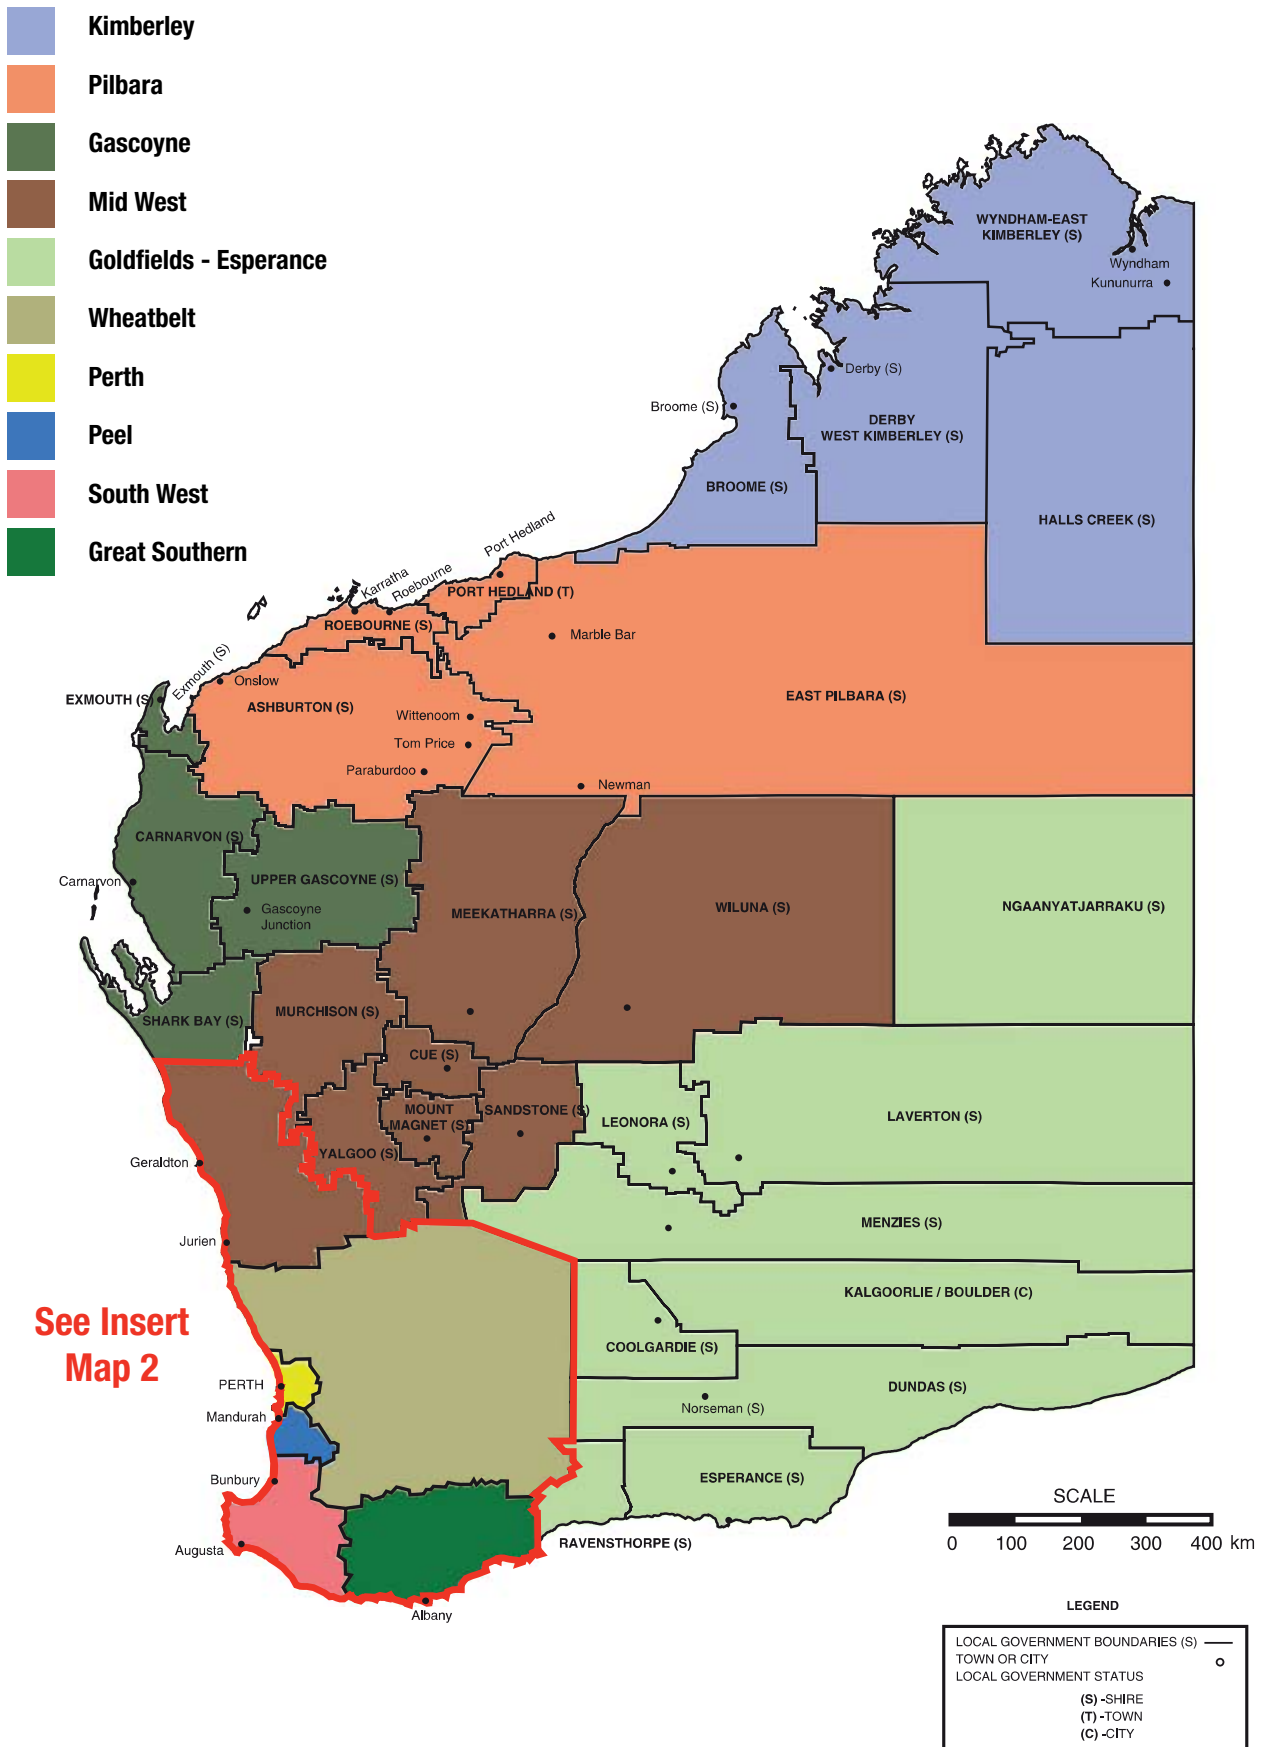 Kimberley
Pilbara
Gascoyne
Mid West
Goldfields - Esperance
Wheatbelt
Perth
Peel
South West
Great Southern
WYNDHAM-EAST
KIMBERLEY (S)
Wyndham
Kununurra
Derby (S)
Broome (S)
DERBY
WEST KIMBERLEY (S)
BROOME (S)
HALLS CREEK (S)
Port Hedland
Karratha
Roebourne
PORT HEDLAND (T)
ROEBOURNE (S)
Marble Bar
Exmouth (S)
Onslow
EXMOUTH (S)
ASHBURTON (S)
EAST PILBARA (S)
Wittenoom
Tom Price
Paraburdoo
Newman
CARNARVON (S)
Carnarvon
UPPER GASCOYNE (S)
Gascoyne
Junction
MEEKATHARRA (S)
WILUNA (S)
NGAANYATJARRAKU (S)
SHARK BAY (S)
MURCHISON (S)
CUE (S)
MOUNT
MAGNET (S)
SANDSTONE (S)
LEONORA (S)
LAVERTON (S)
YALGOO (S)
Geraldton
MENZIES (S)
Jurien
KALGOORLIE / BOULDER (C)
See Insert
Map 2
COOLGARDIE (S)
PERTH
DUNDAS (S)
Norseman (S)
Mandurah
Bunbury
ESPERANCE (S)
RAVENSTHORPE (S)
Augusta
Albany
SCALE
0 100 200 300 400 km
LEGEND
LOCAL GOVERNMENT BOUNDARIES (S)
TOWN OR CITY
LOCAL GOVERNMENT STATUS
(S) -SHIRE
(T) -TOWN
(C) -CITY